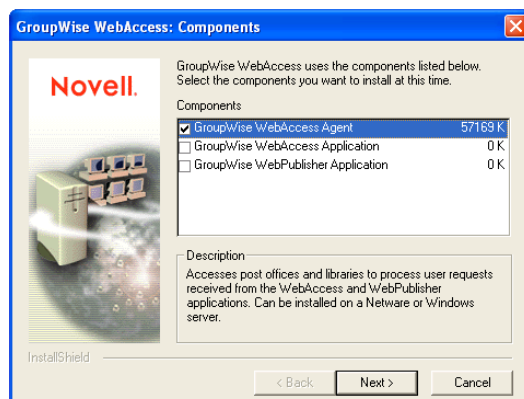 GroupWise WebAccess: Components
Novell.
GroupWise WebAccess uses the components listed below.
Select the components you want to install at this time.
Components
GroupWise WebAccess Agent 57169 K
GroupWise WebAccess Application 0 K
GroupWise WebPublisher Application 0 K
Description
Accesses post offices and libraries to process user requests
received from the WebAccess and WebPublisher
applications. Can be installed on a Netware or Windows
server.
InstallShield
< Back Next > Cancel